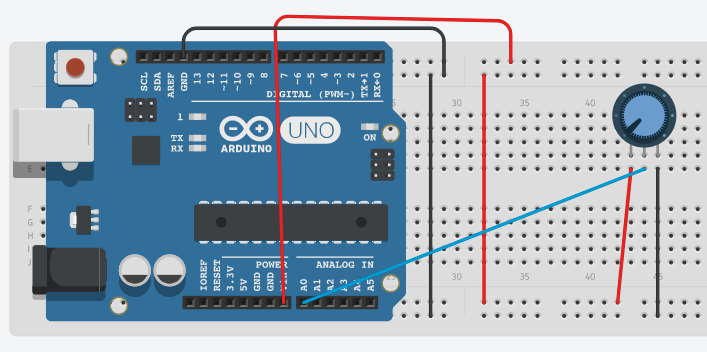 SCL
SDA
AREF
GND
13
12
~11
~10
~9
8
7
~6
~5
4
~3
2
TX→1
RX←0
DIGITAL (PWM~)
1
TX
RX
UNO
ARDUINO
ON
30
35
40
E
F
G
H
I
J
IOREF
RESET
3.3V
5V
GND
GND
POWER
ANALOG IN
A0
A1
A2
A3
A5
30
35
40
45